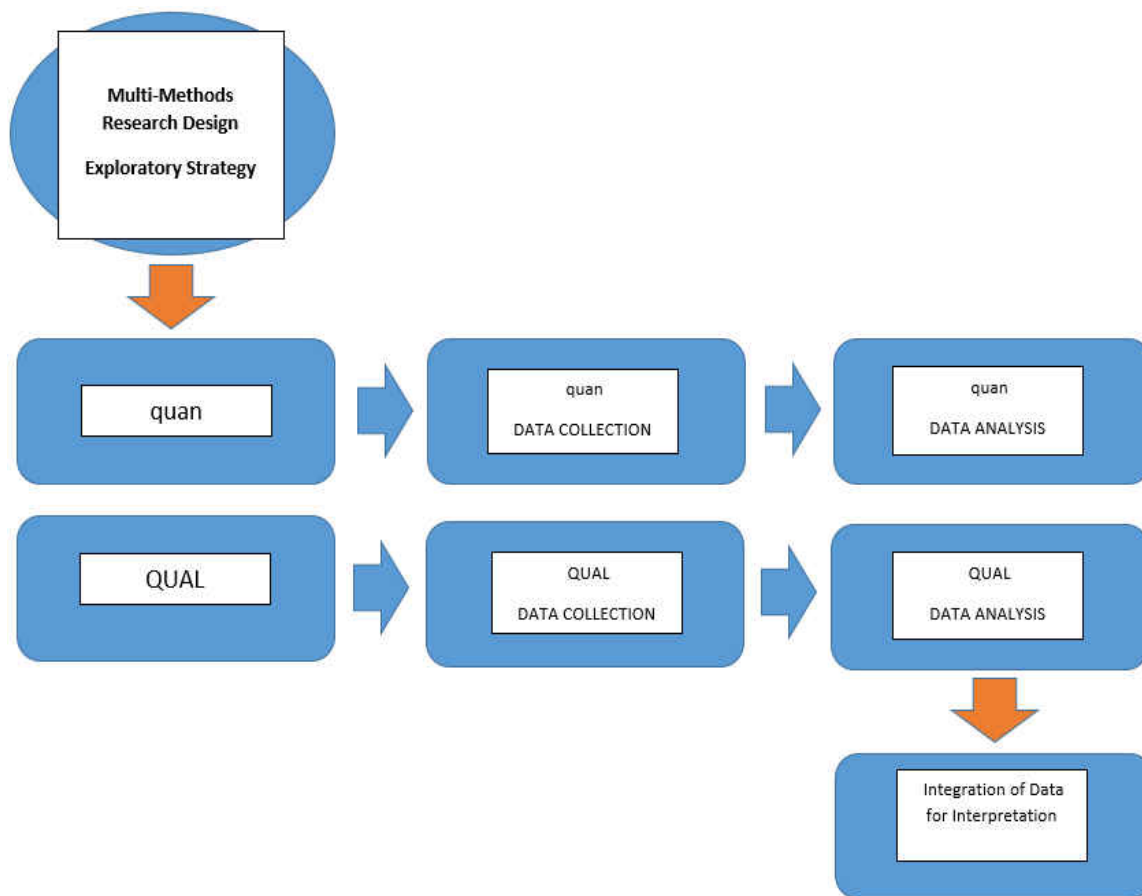 Multi-Methods
Research Design
Exploratory Strategy
quan
quan
DATA COLLECTION
quan
DATA ANALYSIS
QUAL
QUAL
DATA COLLECTION
QUAL
DATA ANALYSIS
Integration of Data
for Interpretation